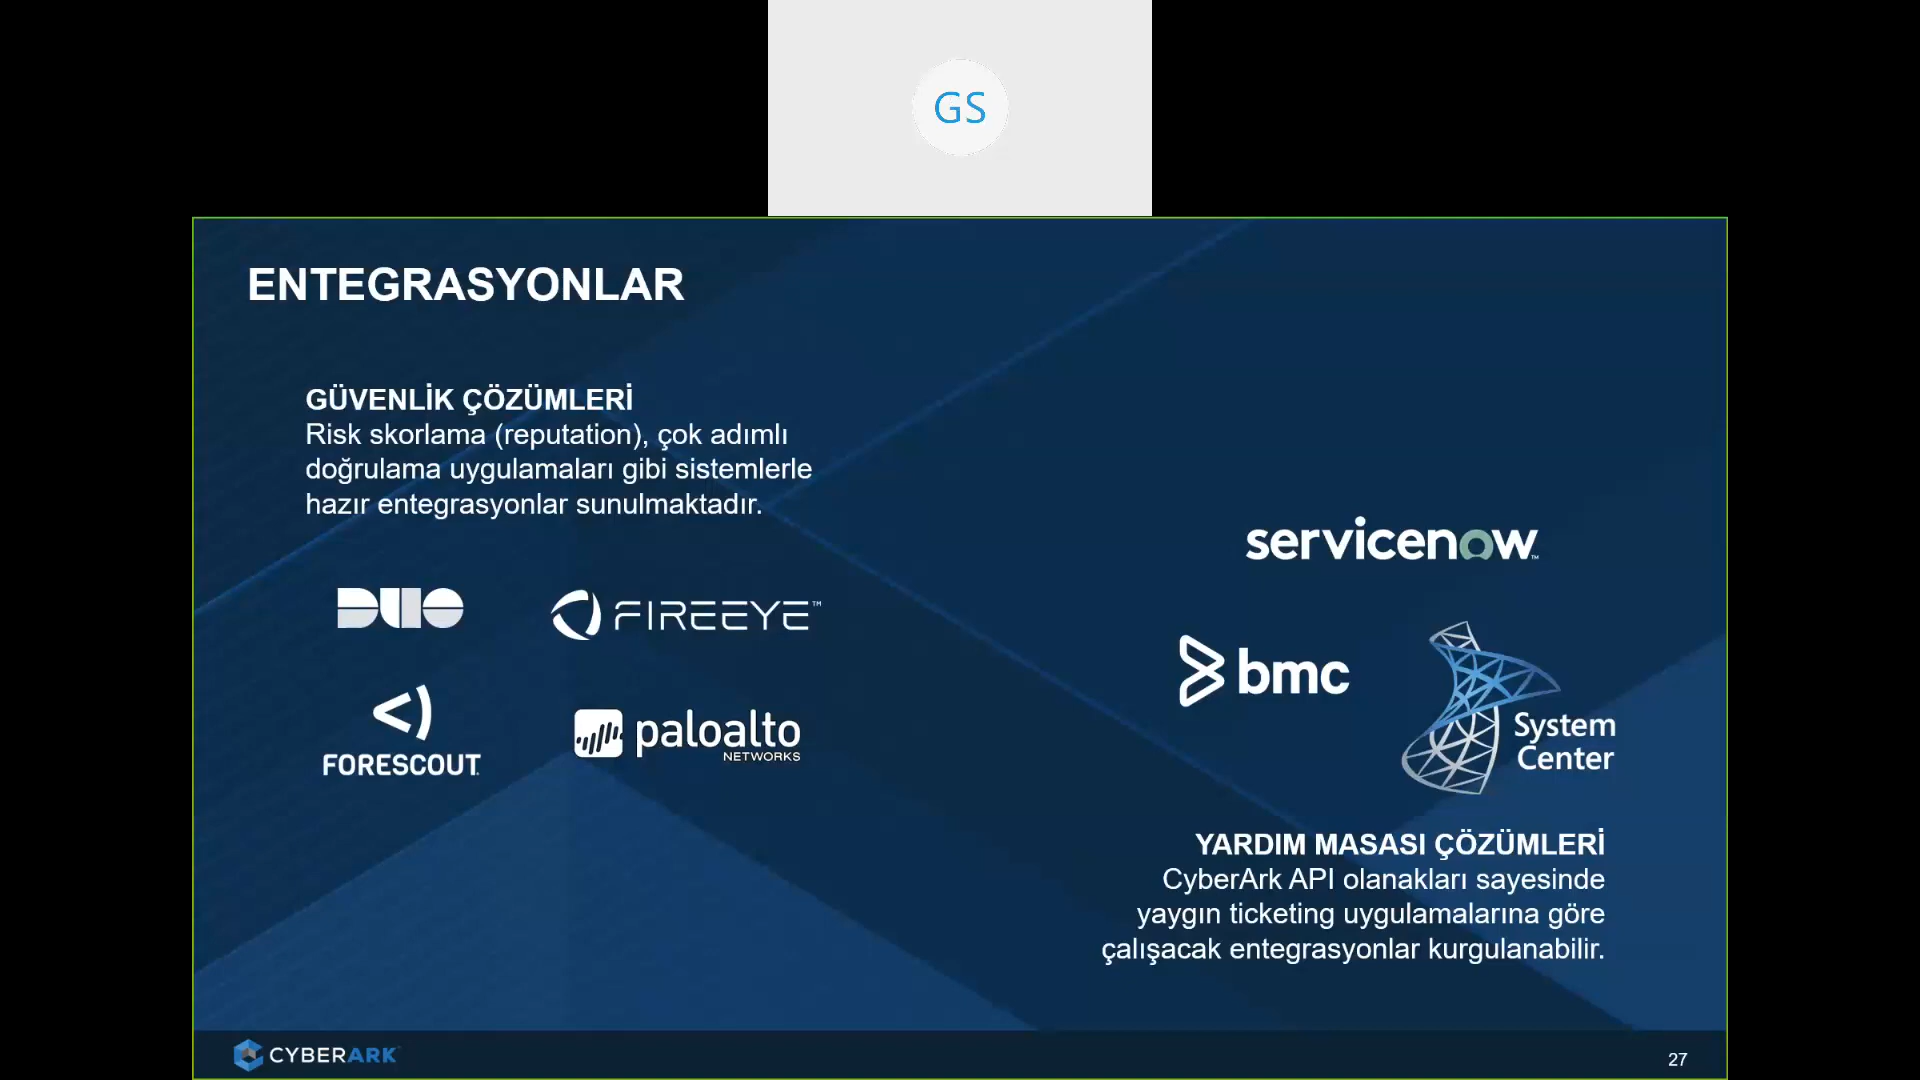 GS
ENTEGRASYONLAR
GÜVENLİK ÇÖZÜMLERİ
Risk skorlama (reputation), çok adımlı
doğrulama uygulamaları gibi sistemlerle
hazır entegrasyonlar sunulmaktadır.
DUO
FIREEYE™
FORESCOUT
paloalto
NETWORKS
servicenow™
bmc
System
Center
YARDIM MASASI ÇÖZÜMLERİ
CyberArk API olanakları sayesinde
yaygın ticketing uygulamalarına göre
çalışacak entegrasyonlar kurgulanabilir.
CYBERARK
27